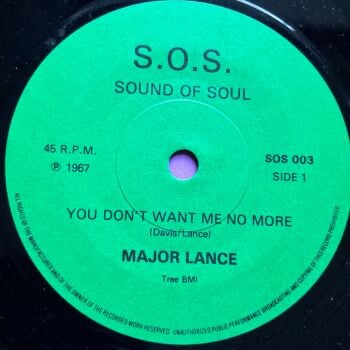 S.O.S.
SOUND OF SOUL
45 R.P.M.
℗ 1967
SOS 003
SIDE 1
YOU DON'T WANT ME NO MORE
(Davis/Lance)
MAJOR LANCE
Tree BMI
ALL RIGHTS OF THE MANUFACTURER AND OF THE OWNER OF THE RECORDED WORK RESERVED · UNAUTHORIZED PUBLIC PERFORMANCE BROADCASTING AND COPYING OF THIS RECORD PROHIBITED